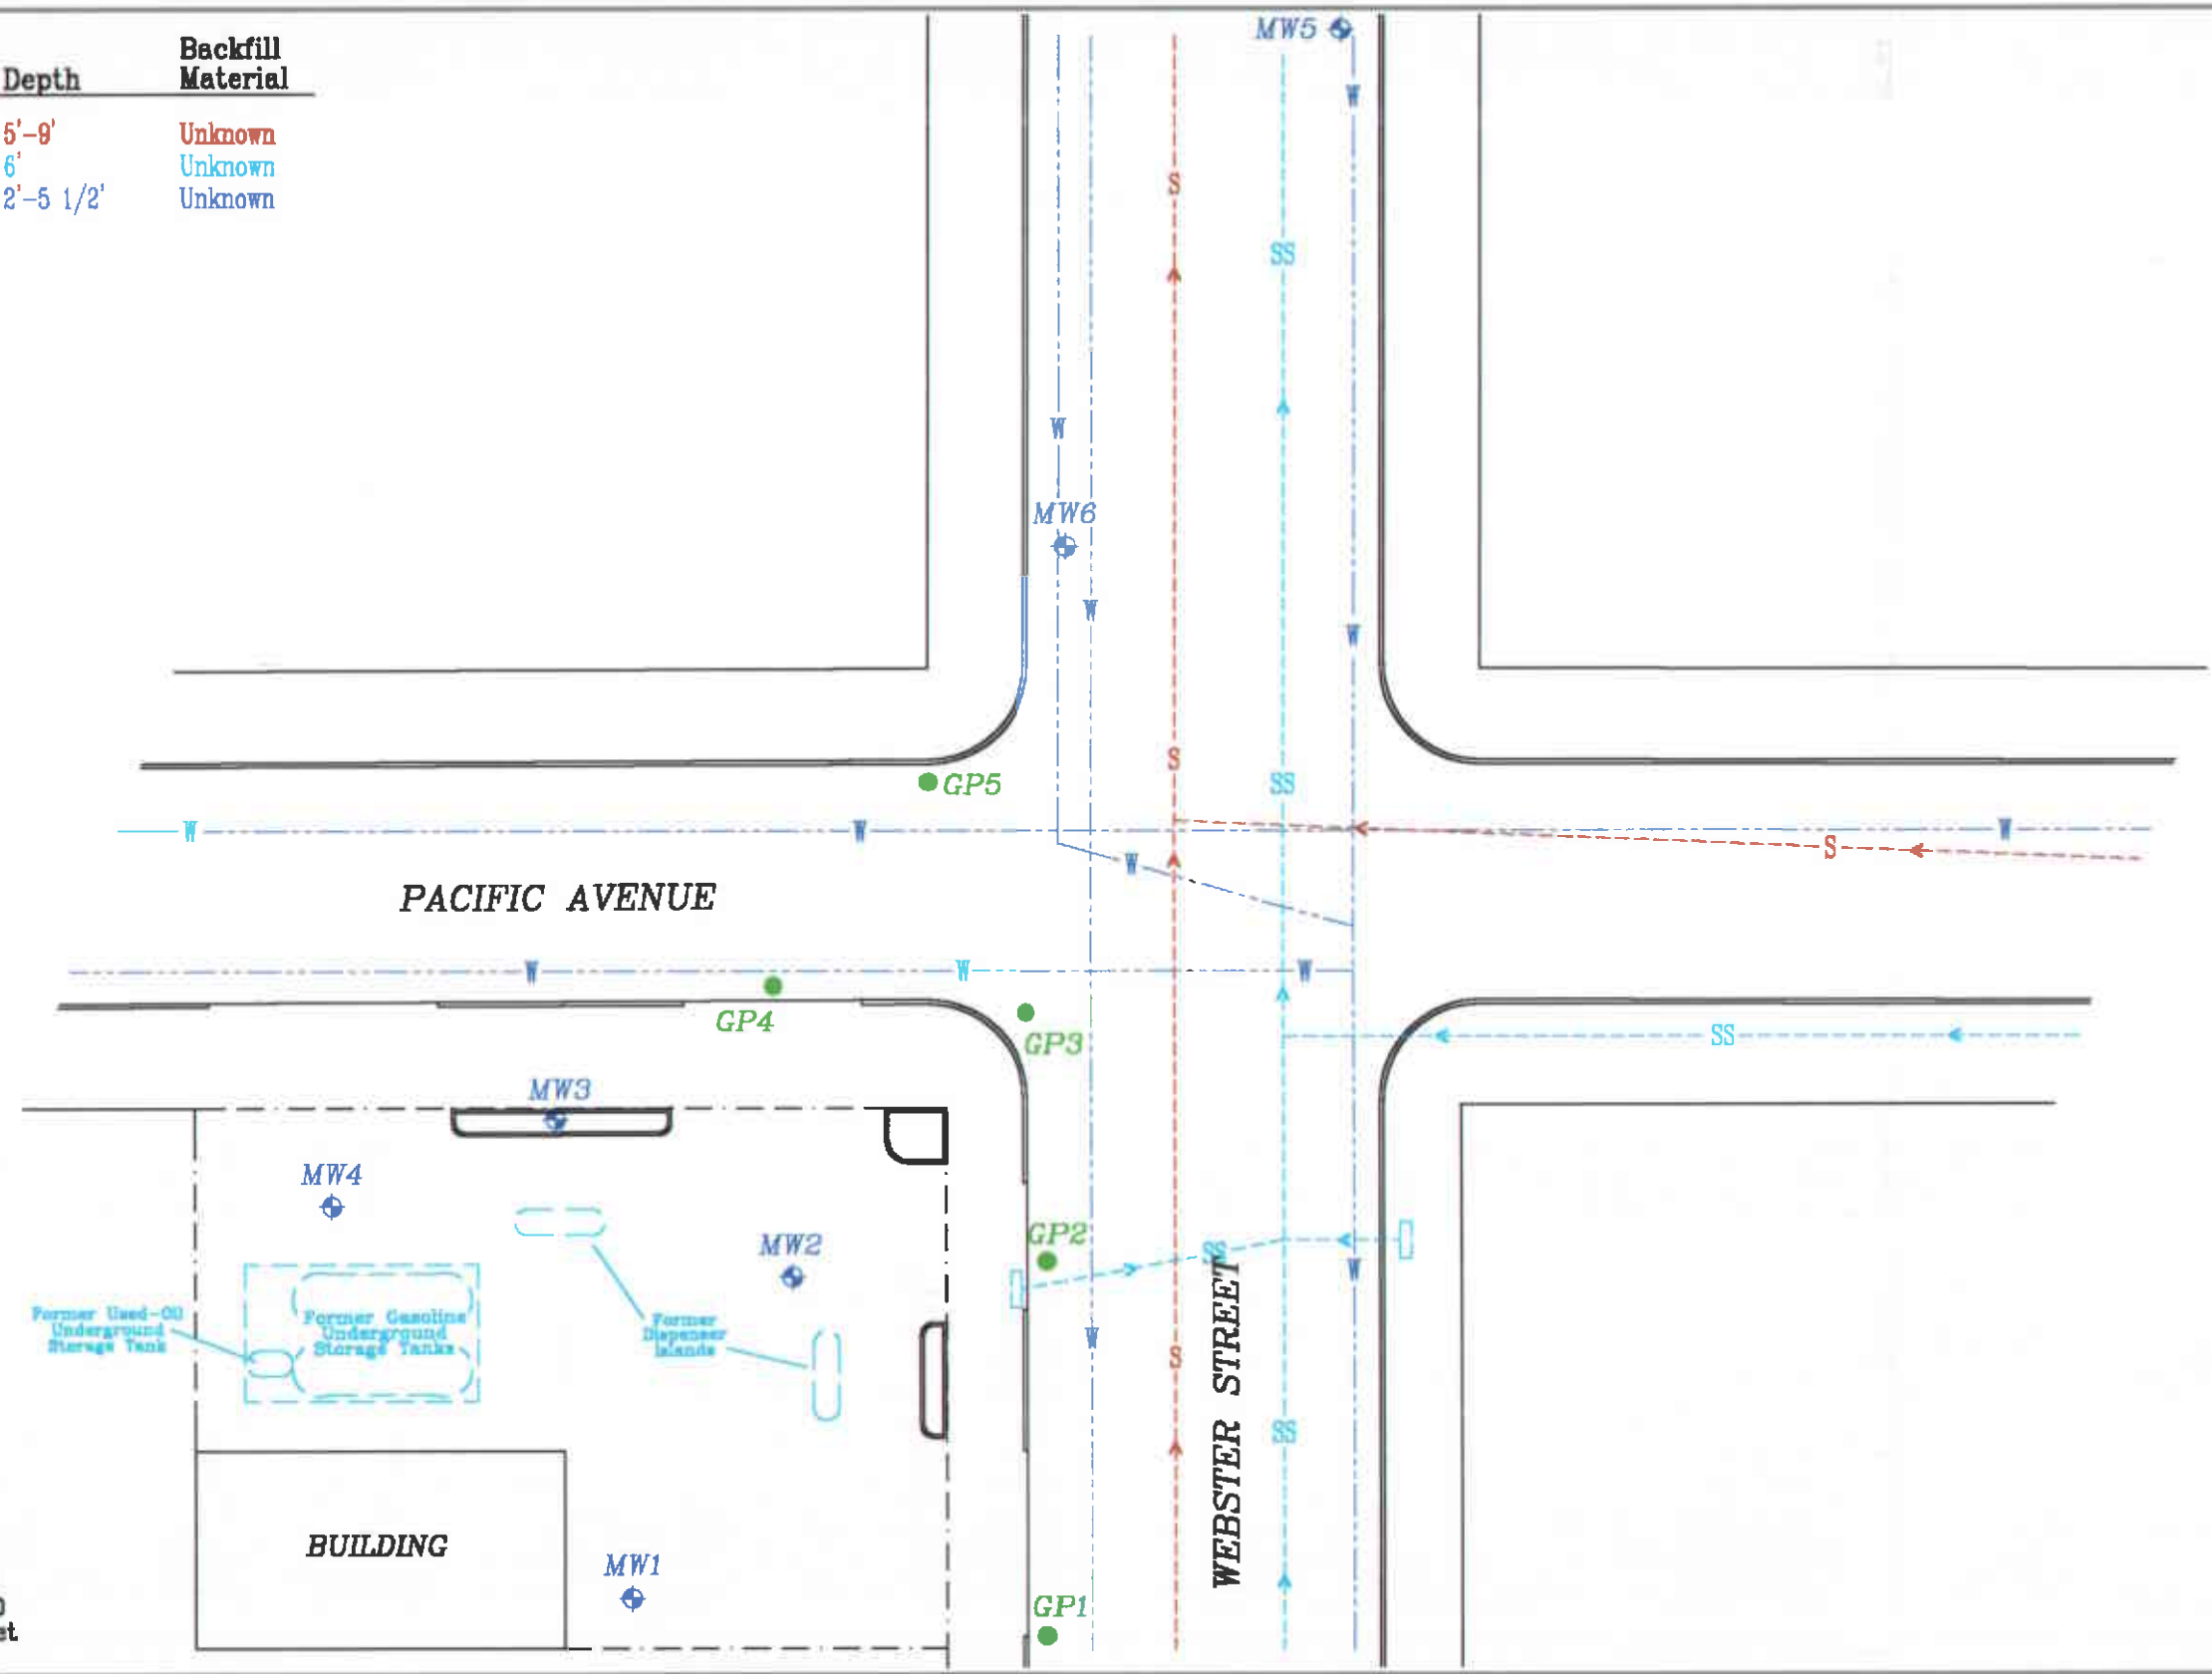 Backfill
Depth Material
5'-9' Unknown
6' Unknown
2'-5 1/2' Unknown
MW5
W
S
SS
W
MW6
W
W
S
SS
GP5
W
W
W
S
W
PACIFIC AVENUE
W
W
W
GP4
GP3
SS
MW3
MW4
GP2
MW2
SS
W
Former Used-Oil
Underground
Storage Tank
Former Gasoline
Underground
Storage Tanks
Former
Dispenser
Islands
W
S
WEBSTER STREET
SS
BUILDING
MW1
GP1